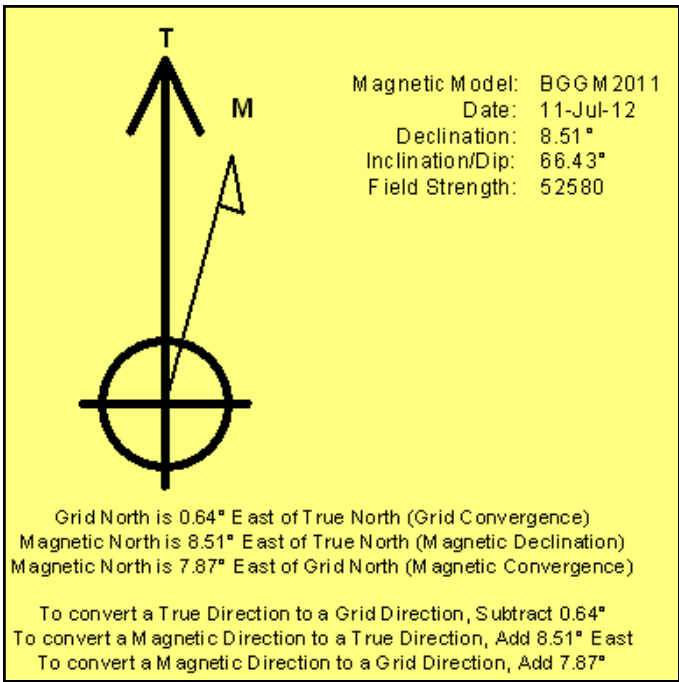 T
M
Magnetic Model: BGGM2011
Date: 11-Jul-12
Declination: 8.51°
Inclination/Dip: 66.43°
Field Strength: 52580
Grid North is 0.64° East of True North (Grid Convergence)
Magnetic North is 8.51° East of True North (Magnetic Declination)
Magnetic North is 7.87° East of Grid North (Magnetic Convergence)
To convert a True Direction to a Grid Direction, Subtract 0.64°
To convert a Magnetic Direction to a True Direction, Add 8.51° East
To convert a Magnetic Direction to a Grid Direction, Add 7.87°